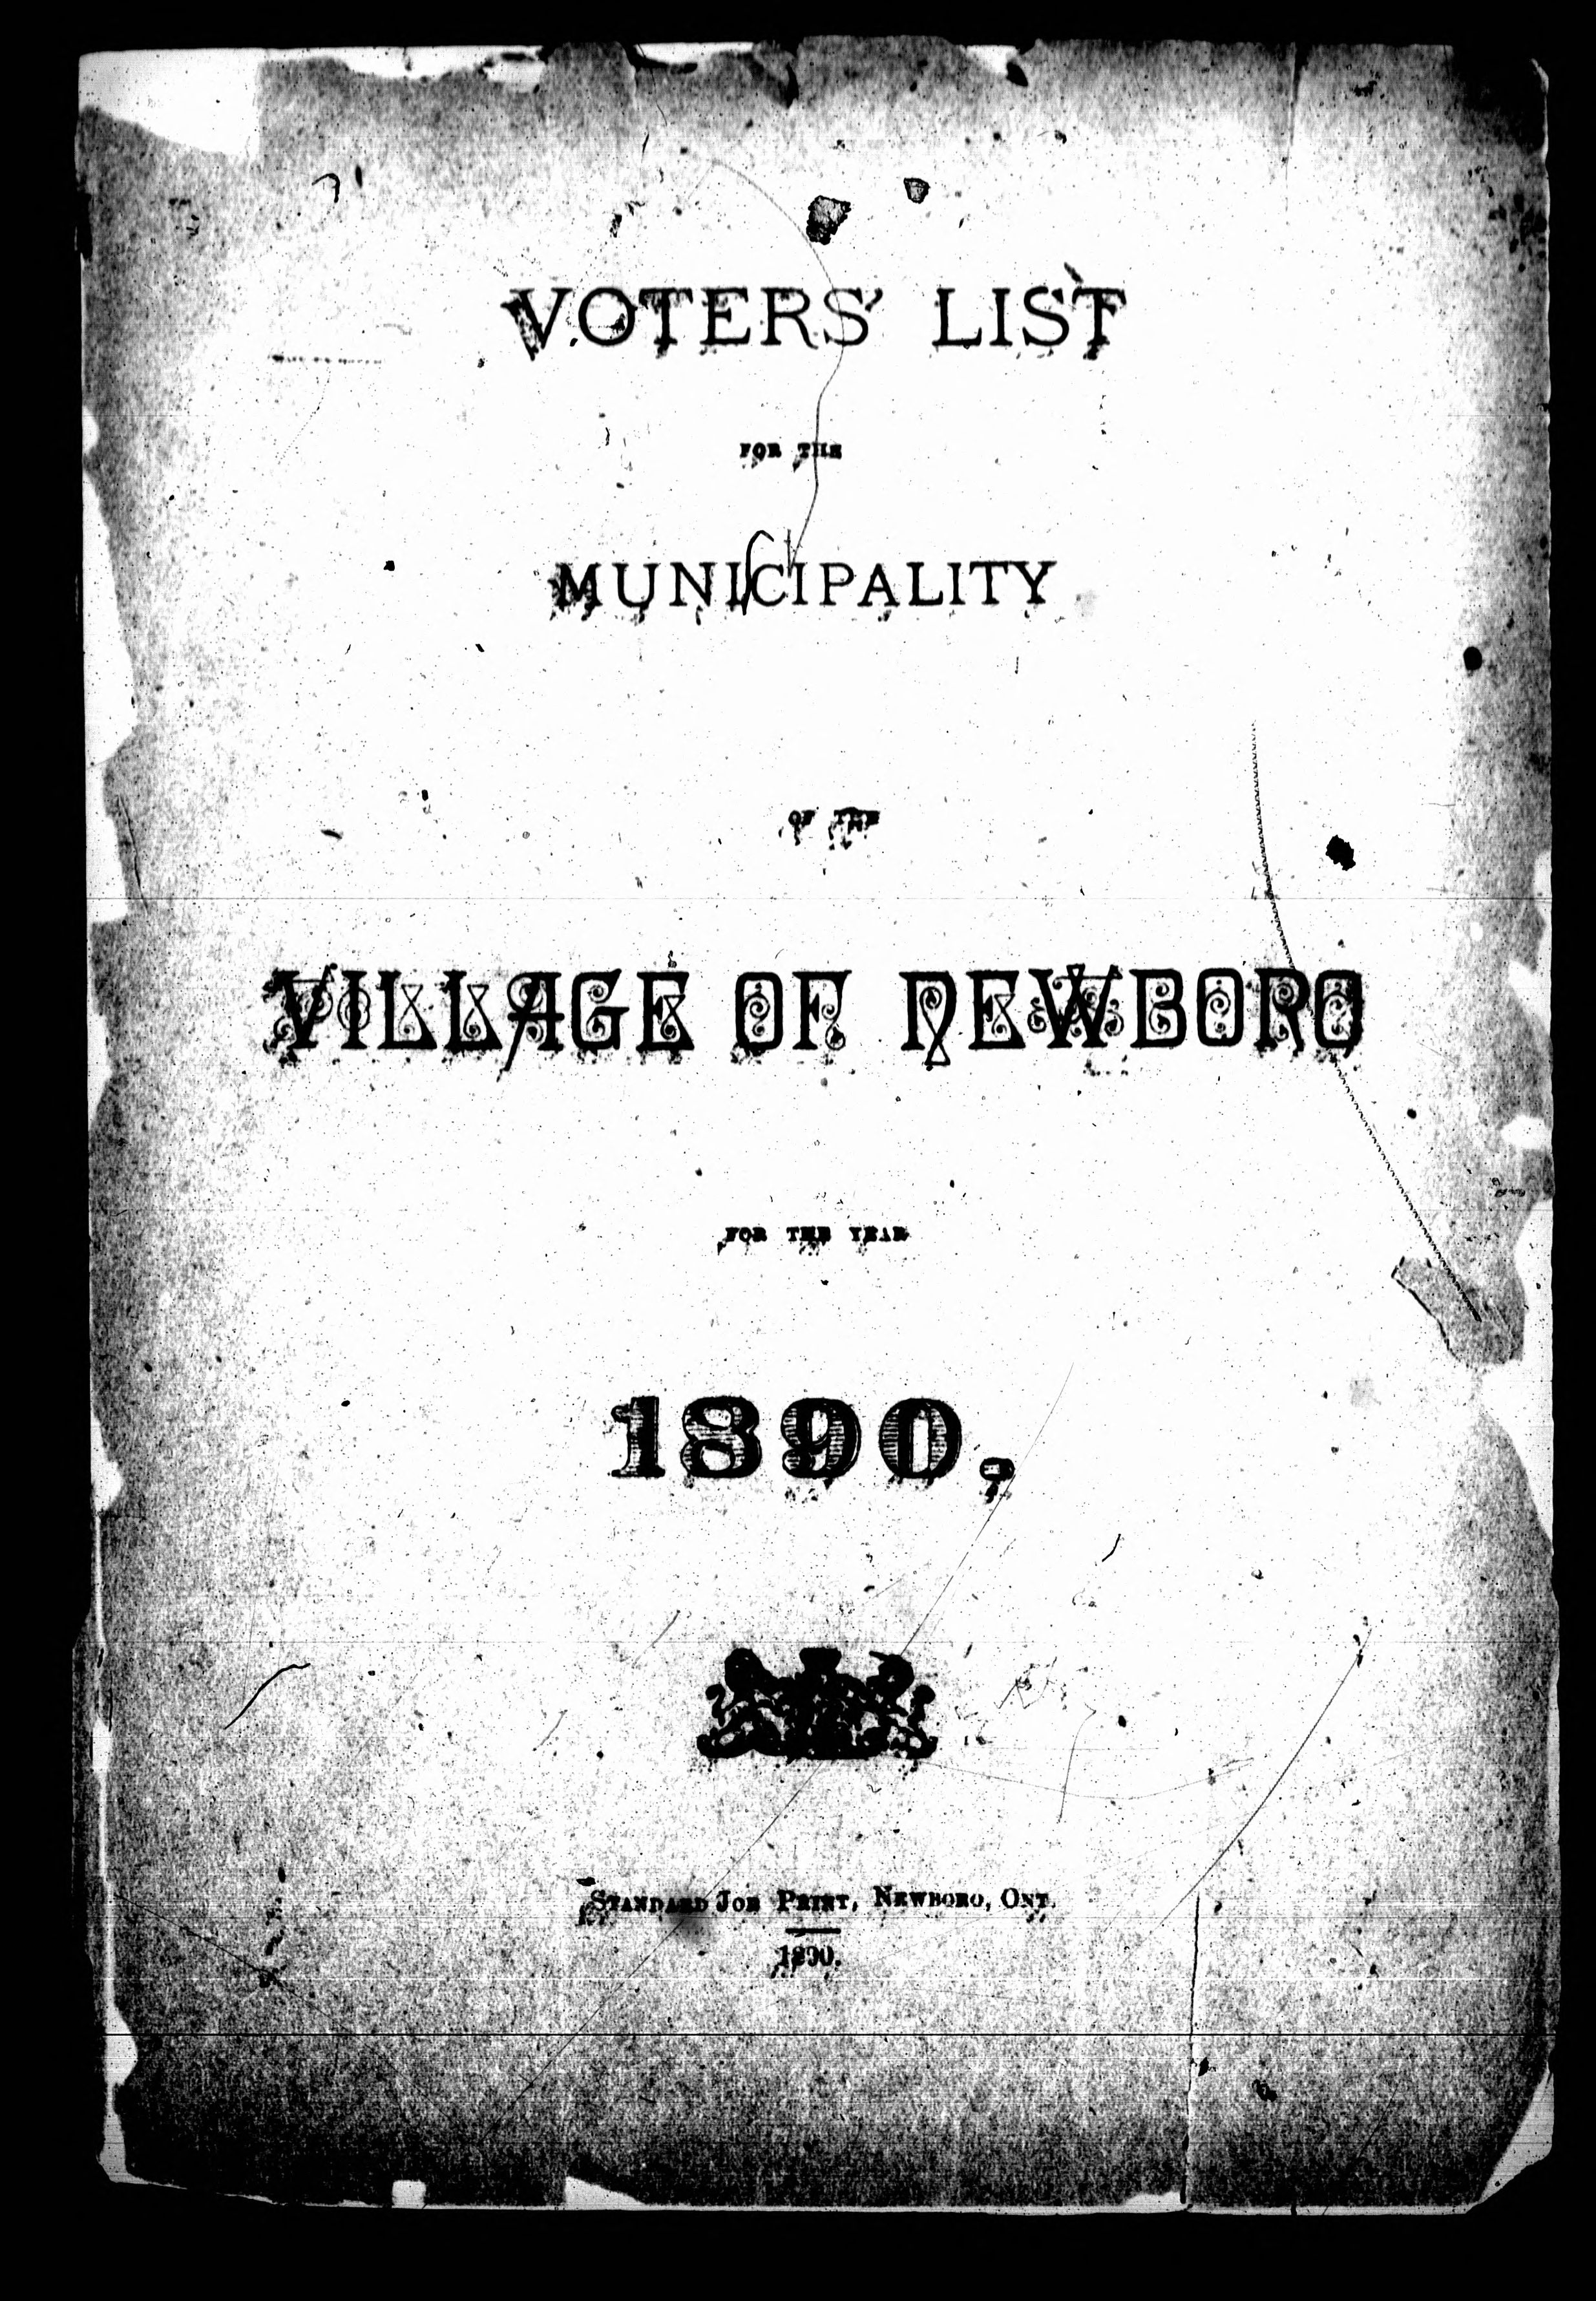 VOTERS' LIST
FOR THE
MUNICIPALITY
OF THE
VILLAGE OF NEWBORO
FOR THE YEAR
1890.
STANDARD JOB PRINT, NEWBORO, ONT.
1890.